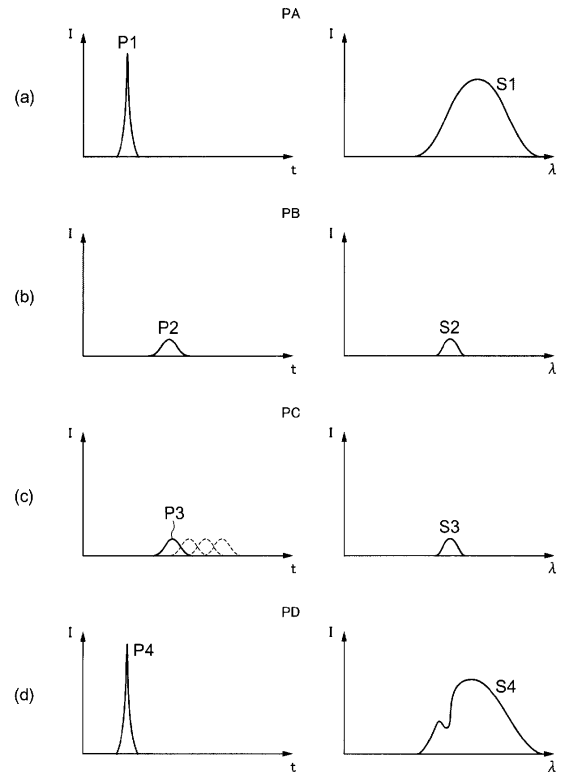 PA
(a)
I
P1
t
I
S1
λ
PB
(b)
I
P2
t
I
S2
λ
PC
(c)
I
P3
t
I
S3
λ
PD
(d)
I
P4
t
I
S4
λ